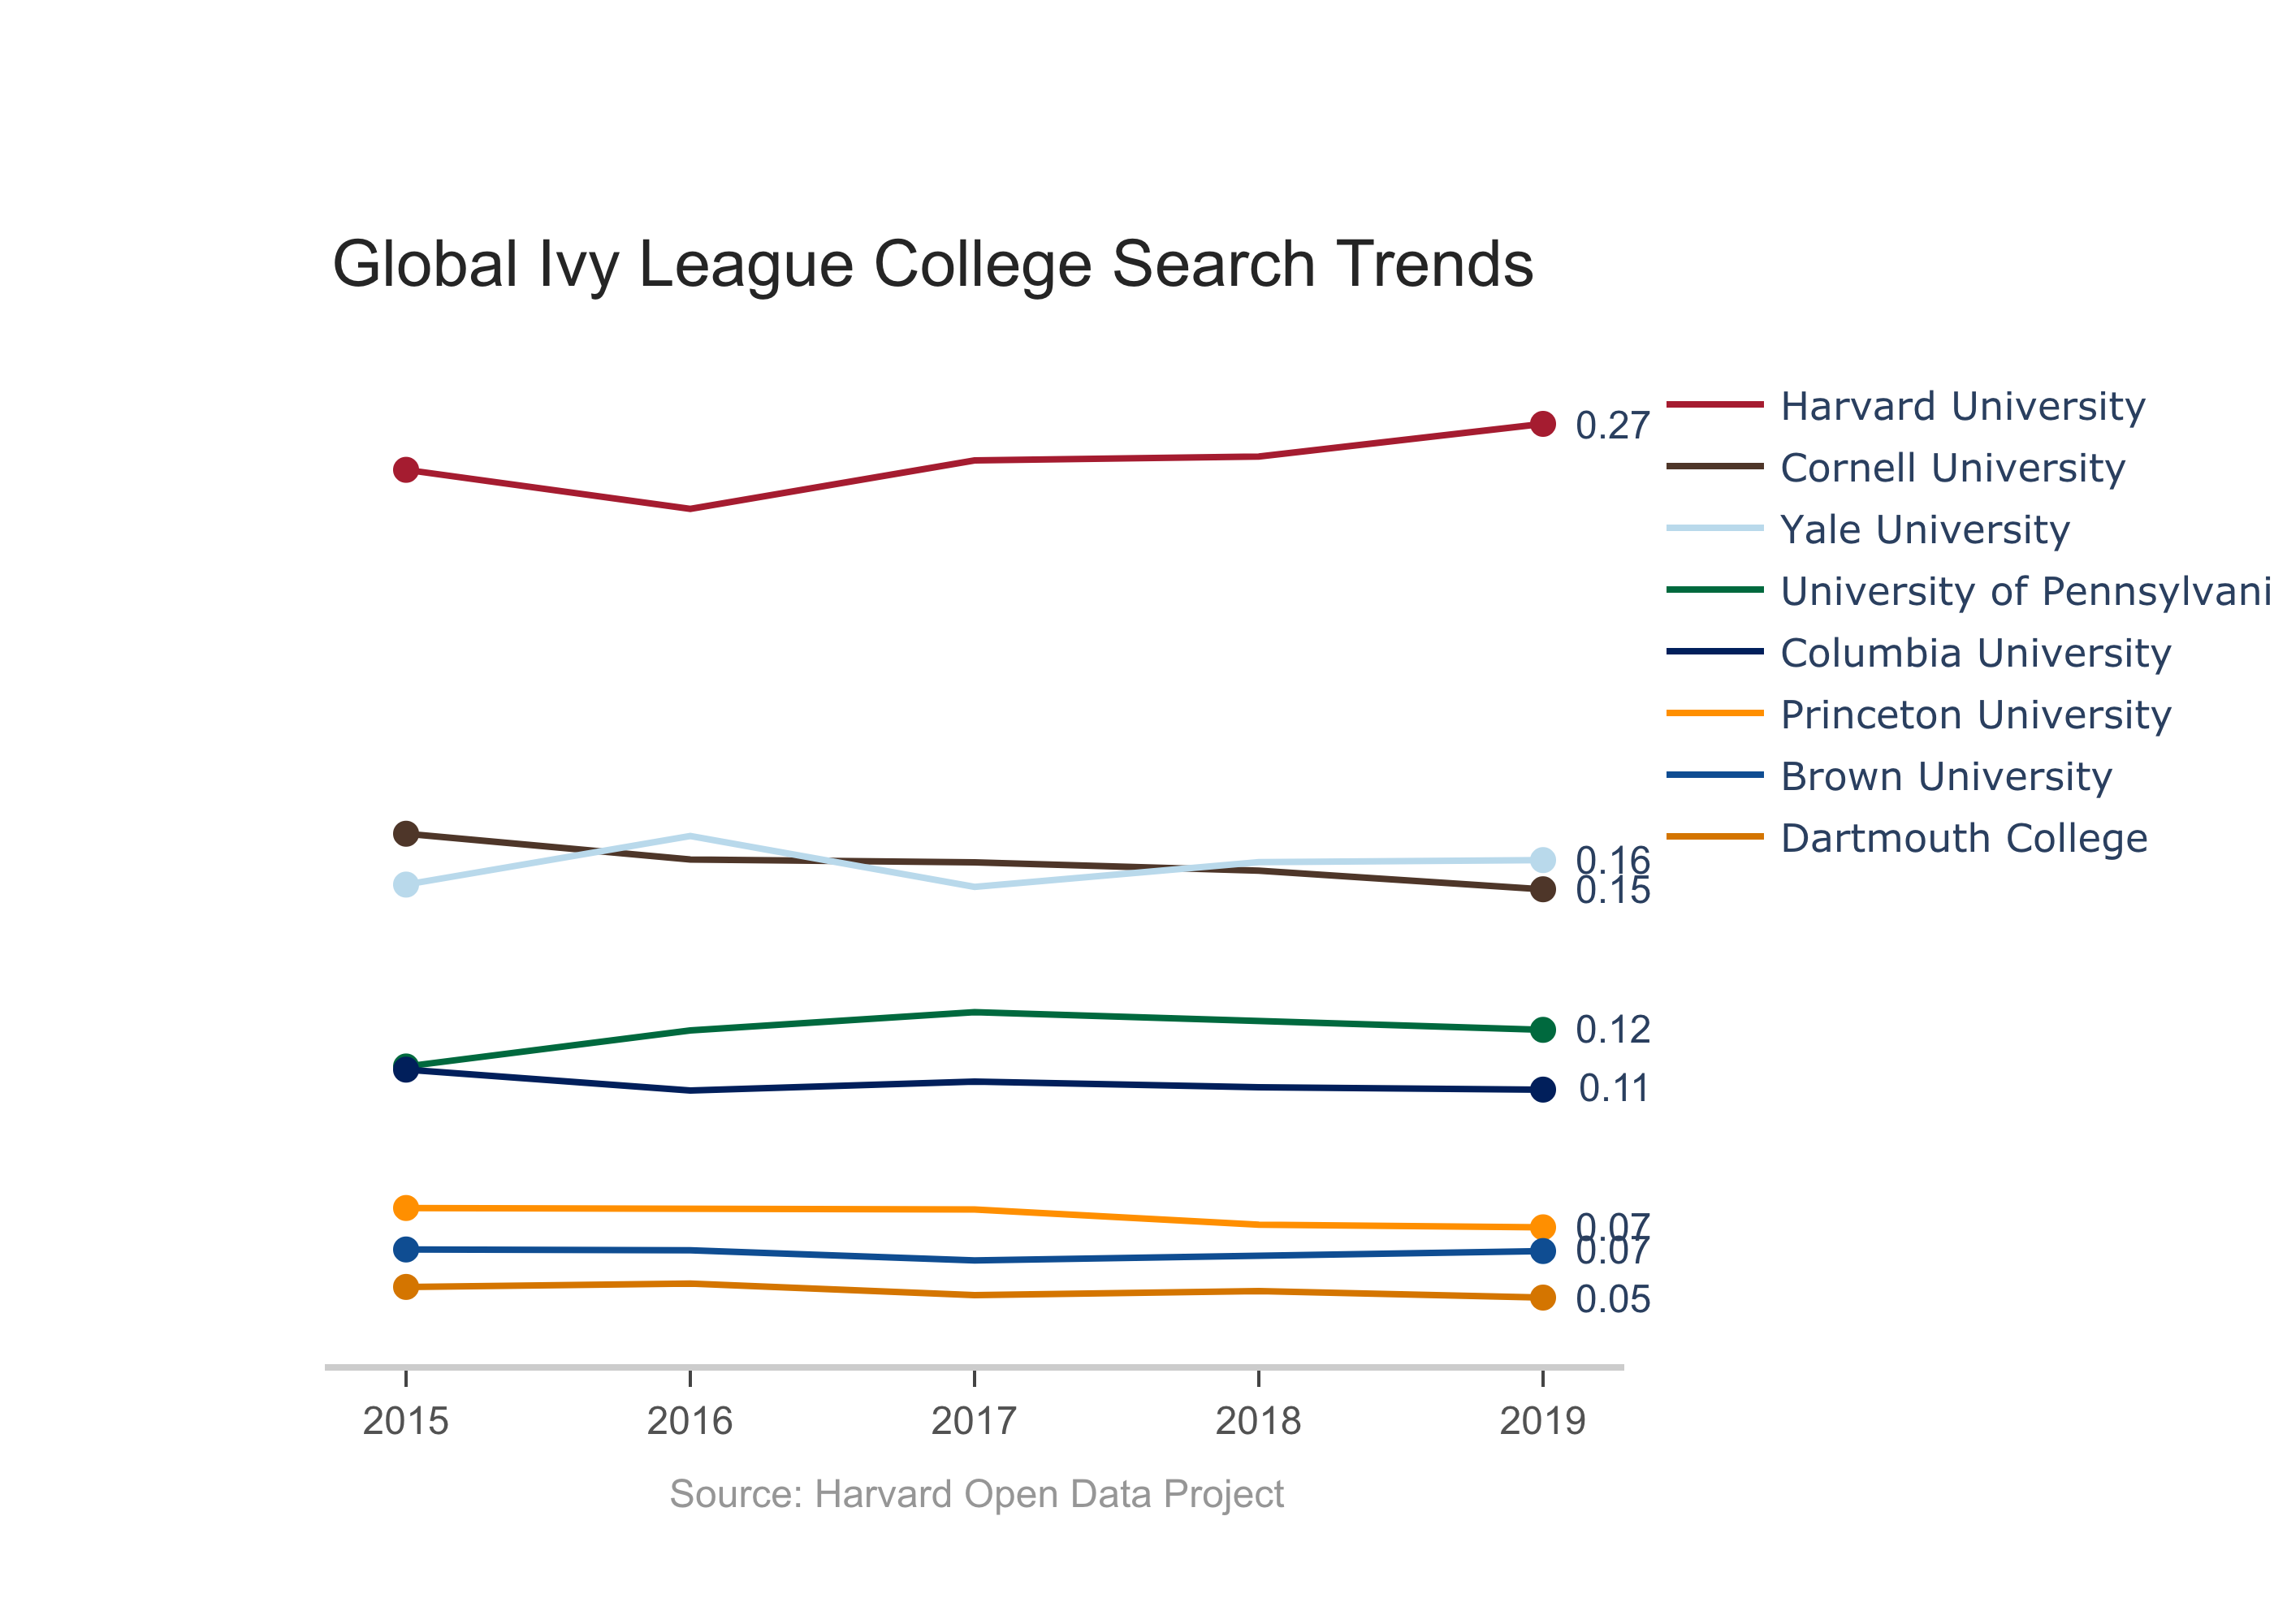 Global Ivy League College Search Trends
0.27
0.16
0.15
0.12
0.11
0.07
0.07
0.05
Harvard University
Cornell University
Yale University
University of Pennsylvani
Columbia University
Princeton University
Brown University
Dartmouth College
2015 2016 2017 2018 2019
Source: Harvard Open Data Project